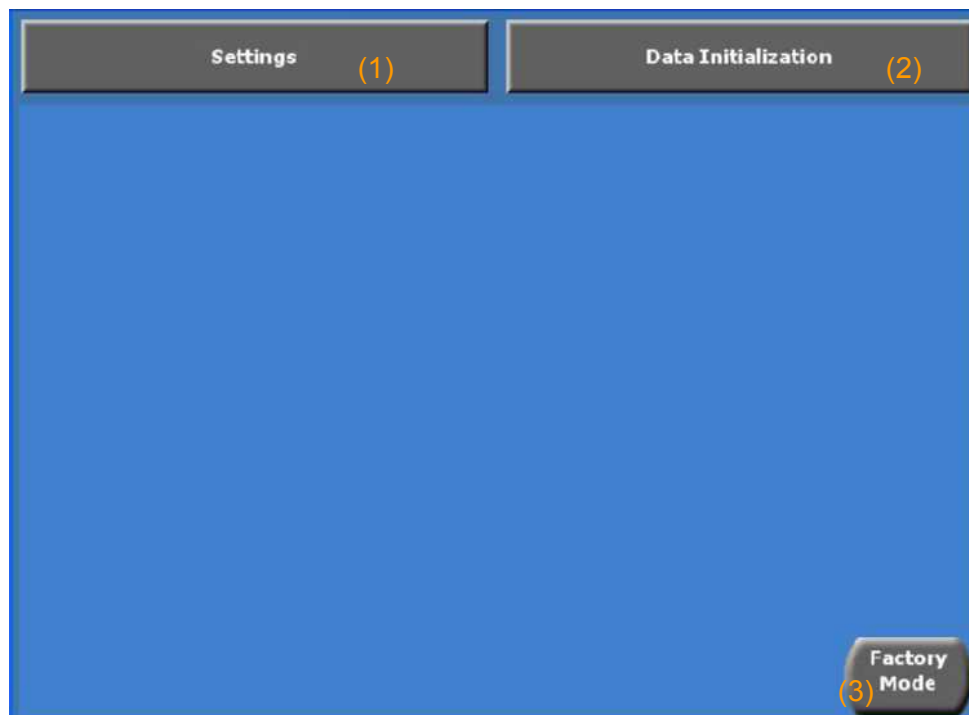 Settings (1)
Data Initialization (2)
Factory
Mode
(3)